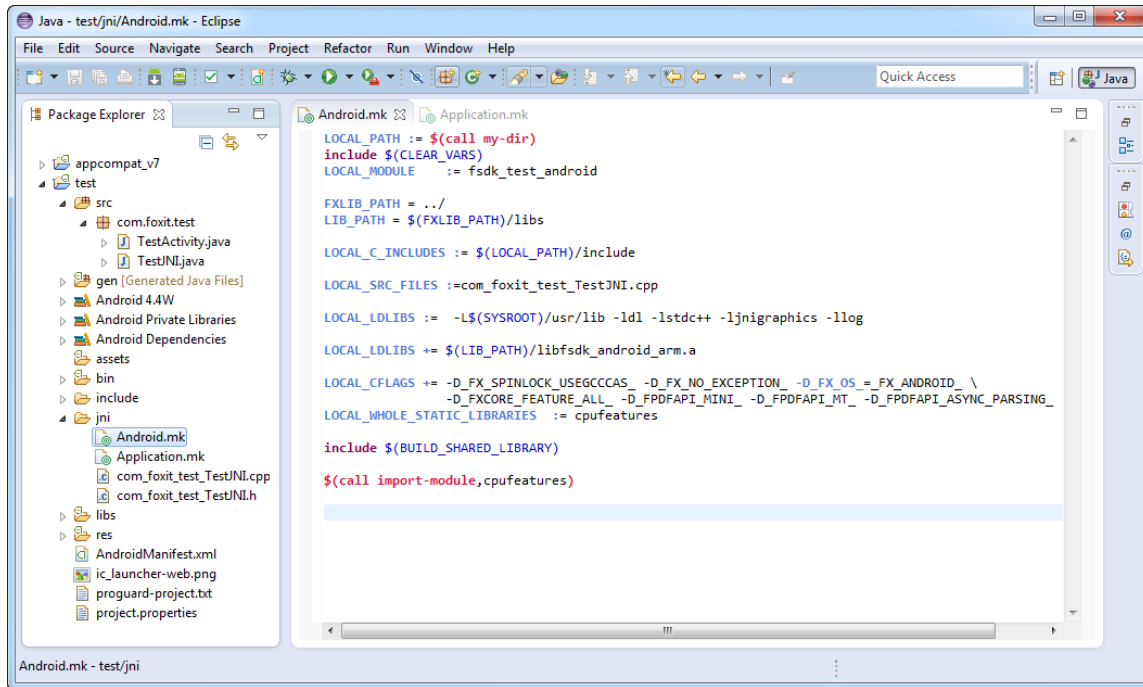 Java - test/jni/Android.mk - Eclipse
File Edit Source Navigate Search Project Refactor Run Window Help
Quick Access
Java
Package Explorer
appcompat_v7
test
src
com.foxit.test
TestActivity.java
TestJNI.java
gen [Generated Java Files]
Android 4.4W
Android Private Libraries
Android Dependencies
assets
bin
include
jni
Android.mk
Application.mk
com_foxit_test_TestJNI.cpp
com_foxit_test_TestJNI.h
libs
res
AndroidManifest.xml
ic_launcher-web.png
proguard-project.txt
project.properties
Android.mk Application.mk
LOCAL_PATH := $(call my-dir)
include $(CLEAR_VARS)
LOCAL_MODULE    := fsdk_test_android
FXLIB_PATH = ../
LIB_PATH = $(FXLIB_PATH)/libs
LOCAL_C_INCLUDES := $(LOCAL_PATH)/include
LOCAL_SRC_FILES :=com_foxit_test_TestJNI.cpp
LOCAL_LDLIBS :=  -L$(SYSROOT)/usr/lib -ldl -lstdc++ -ljnigraphics -llog
LOCAL_LDLIBS += $(LIB_PATH)/libfsdk_android_arm.a
LOCAL_CFLAGS += -D_FX_SPINLOCK_USEGCCCAS_ -D_FX_NO_EXCEPTION_ -D_FX_OS_=_FX_ANDROID_ \
-D_FXCORE_FEATURE_ALL_ -D_FPDFAPI_MINI_ -D_FPDFAPI_MT_ -D_FPDFAPI_ASYNC_PARSING_
LOCAL_WHOLE_STATIC_LIBRARIES  := cpufeatures
include $(BUILD_SHARED_LIBRARY)
$(call import-module,cpufeatures)
Android.mk - test/jni